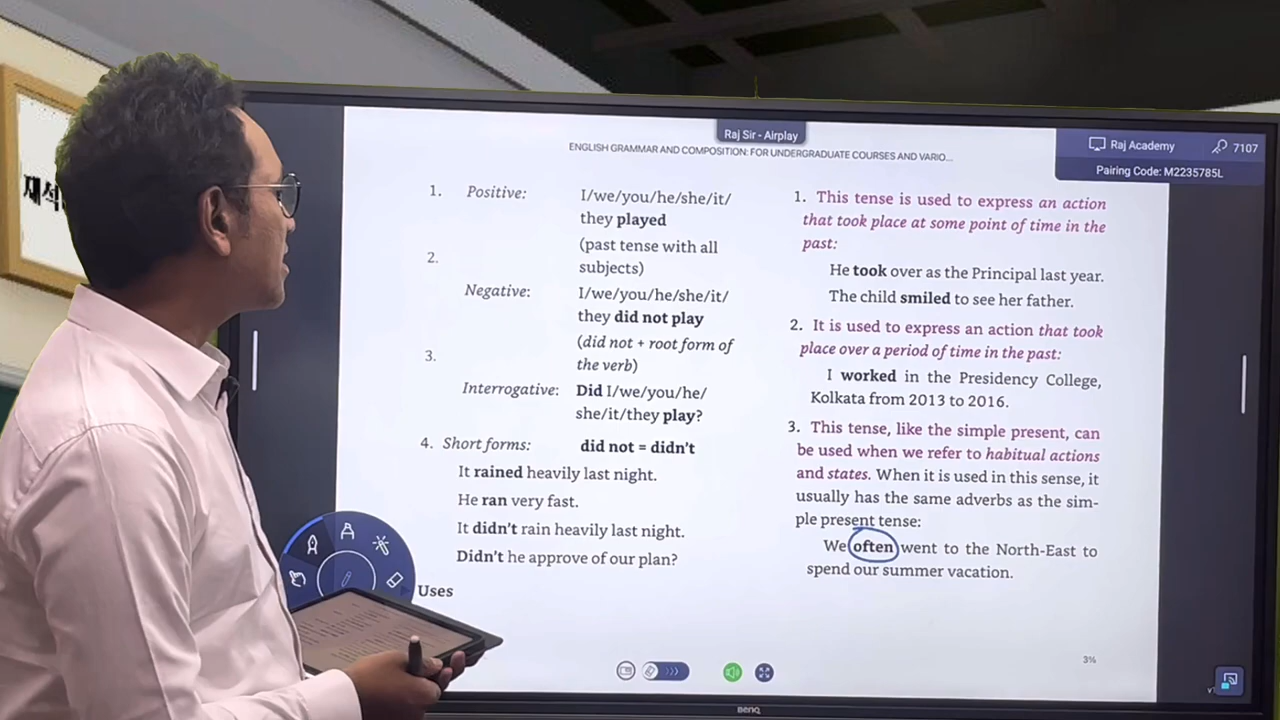 재석
Raj Sir - Airplay
Raj Academy
7107
Pairing Code: M2235785L
ENGLISH GRAMMAR AND COMPOSITION: FOR UNDERGRADUATE COURSES AND VARIO...
1. Positive: I/we/you/he/she/it/
they played
(past tense with all
2.
subjects)
Negative: I/we/you/he/she/it/
they did not play
(did not + root form of
3.
the verb)
Interrogative: Did I/we/you/he/
she/it/they play?
4. Short forms: did not = didn't
It rained heavily last night.
He ran very fast.
It didn't rain heavily last night.
Didn't he approve of our plan?
Uses
1. This tense is used to express an action
that took place at some point of time in the
past:
He took over as the Principal last year.
The child smiled to see her father.
2. It is used to express an action that took
place over a period of time in the past:
I worked in the Presidency College,
Kolkata from 2013 to 2016.
3. This tense, like the simple present, can
be used when we refer to habitual actions
and states. When it is used in this sense, it
usually has the same adverbs as the sim-
ple present tense:
We often went to the North-East to
spend our summer vacation.
BenQ